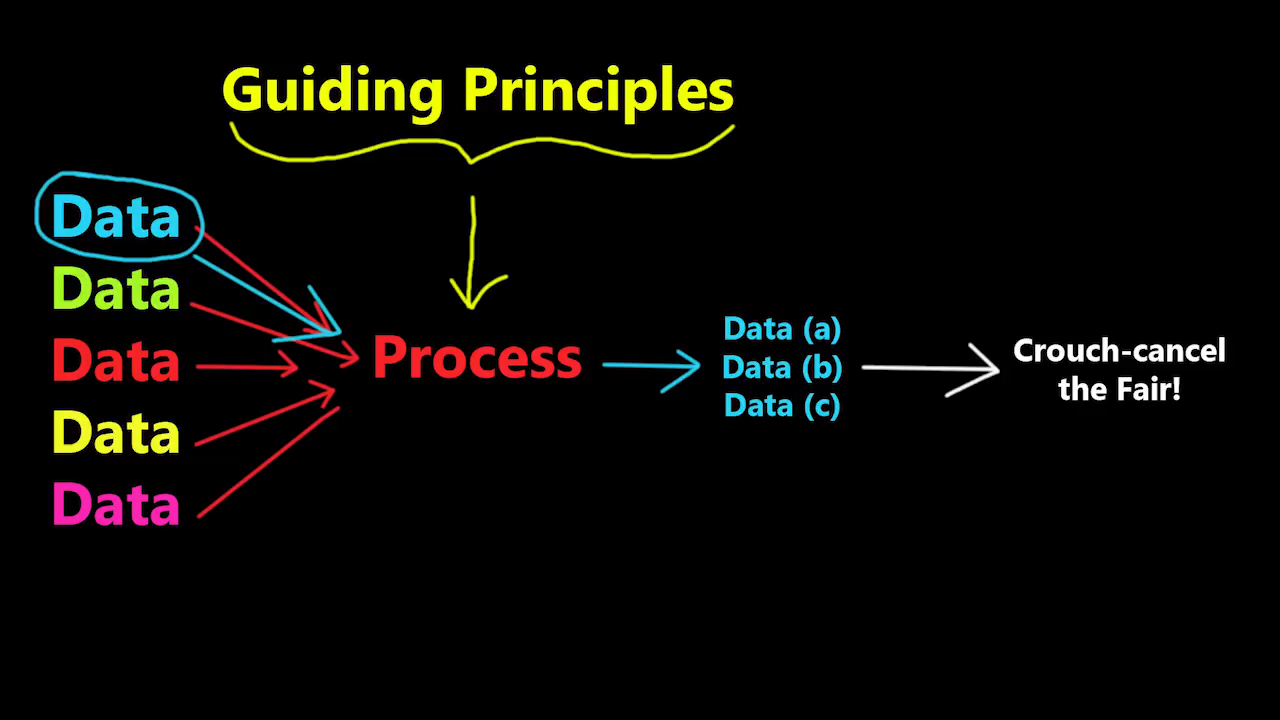 Guiding Principles
Data
Data
Data
Data
Data
Process
Data (a)
Data (b)
Data (c)
Crouch-cancel
the Fair!